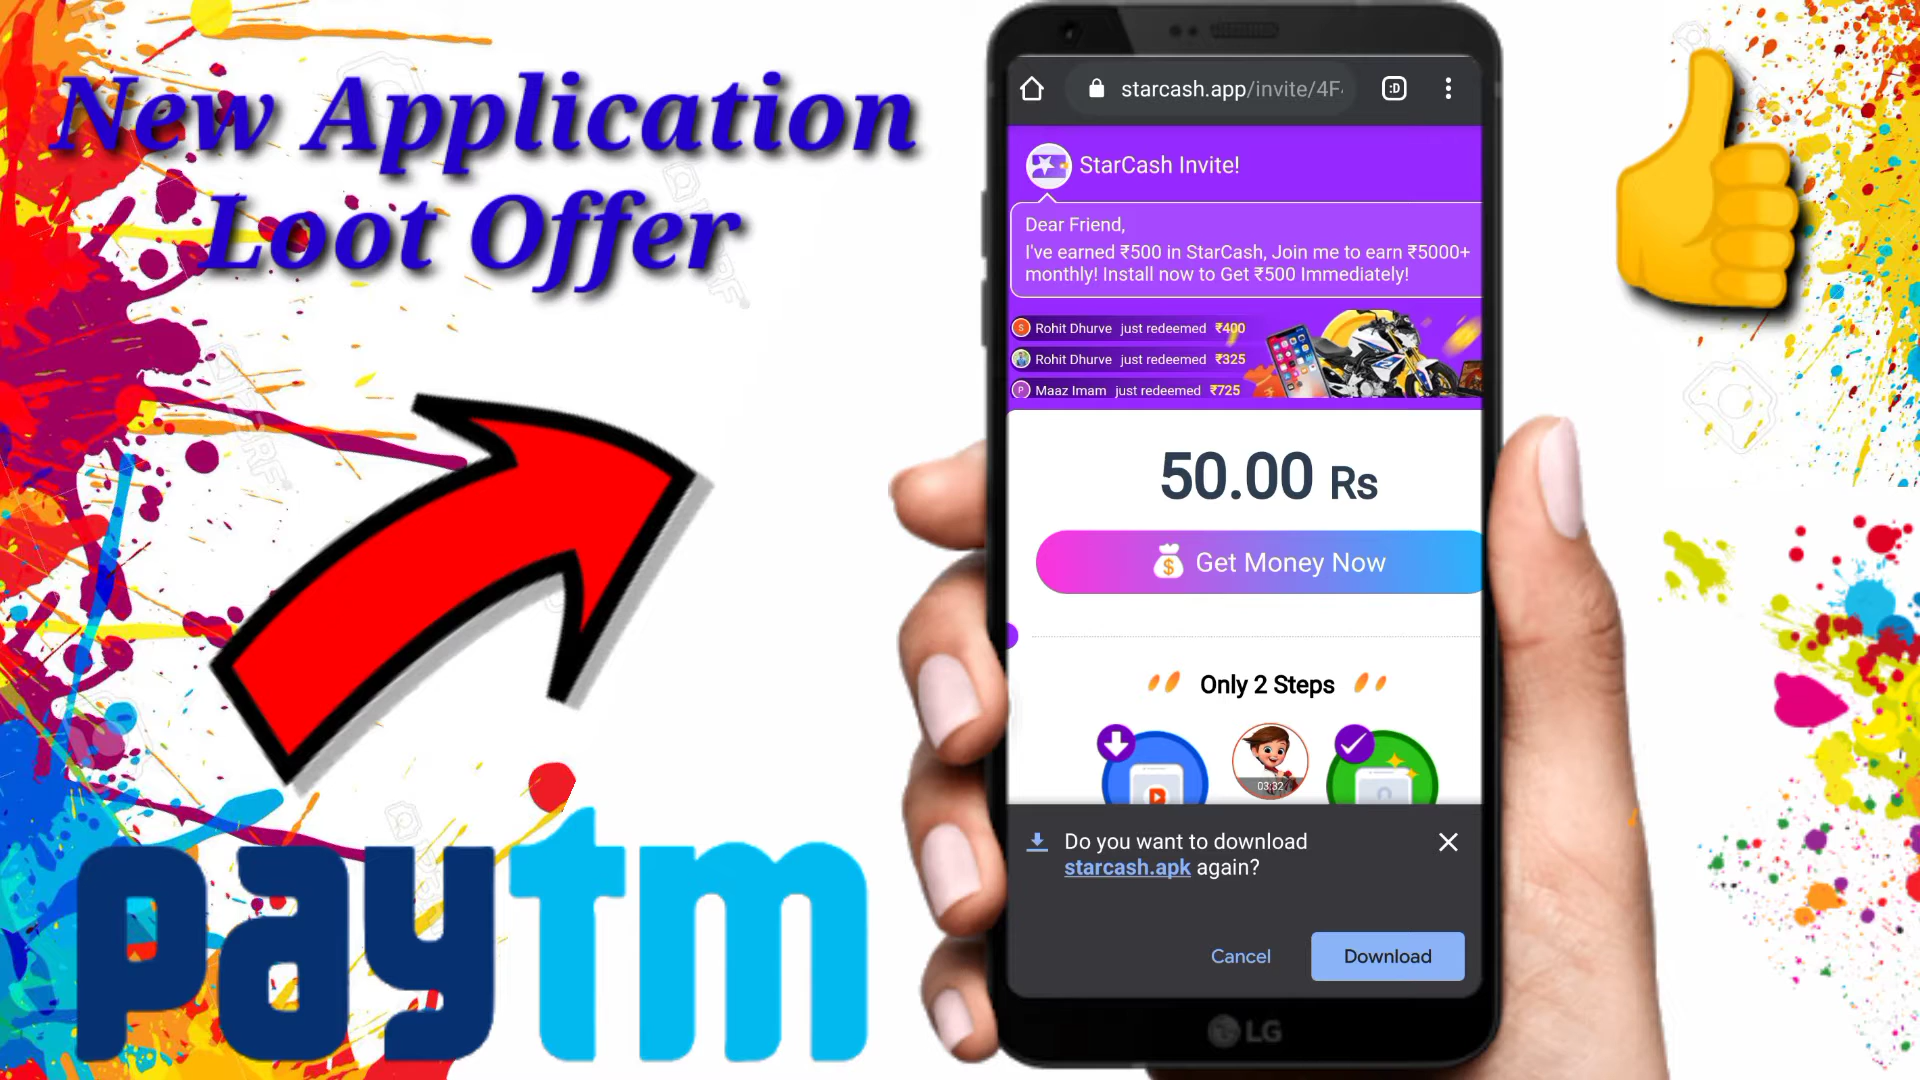 New Application
Loot Offer
paytm
starcash.app/invite/4F
:D
StarCash Invite!
Dear Friend,
I've earned ₹500 in StarCash, Join me to earn ₹5000+
monthly! Install now to Get ₹500 Immediately!
S Rohit Dhurve just redeemed ₹400
Rohit Dhurve just redeemed ₹325
P Maaz Imam just redeemed ₹725
50.00 Rs
$ Get Money Now
Only 2 Steps
03:32
Do you want to download
starcash.apk again?
Cancel
Download
LG